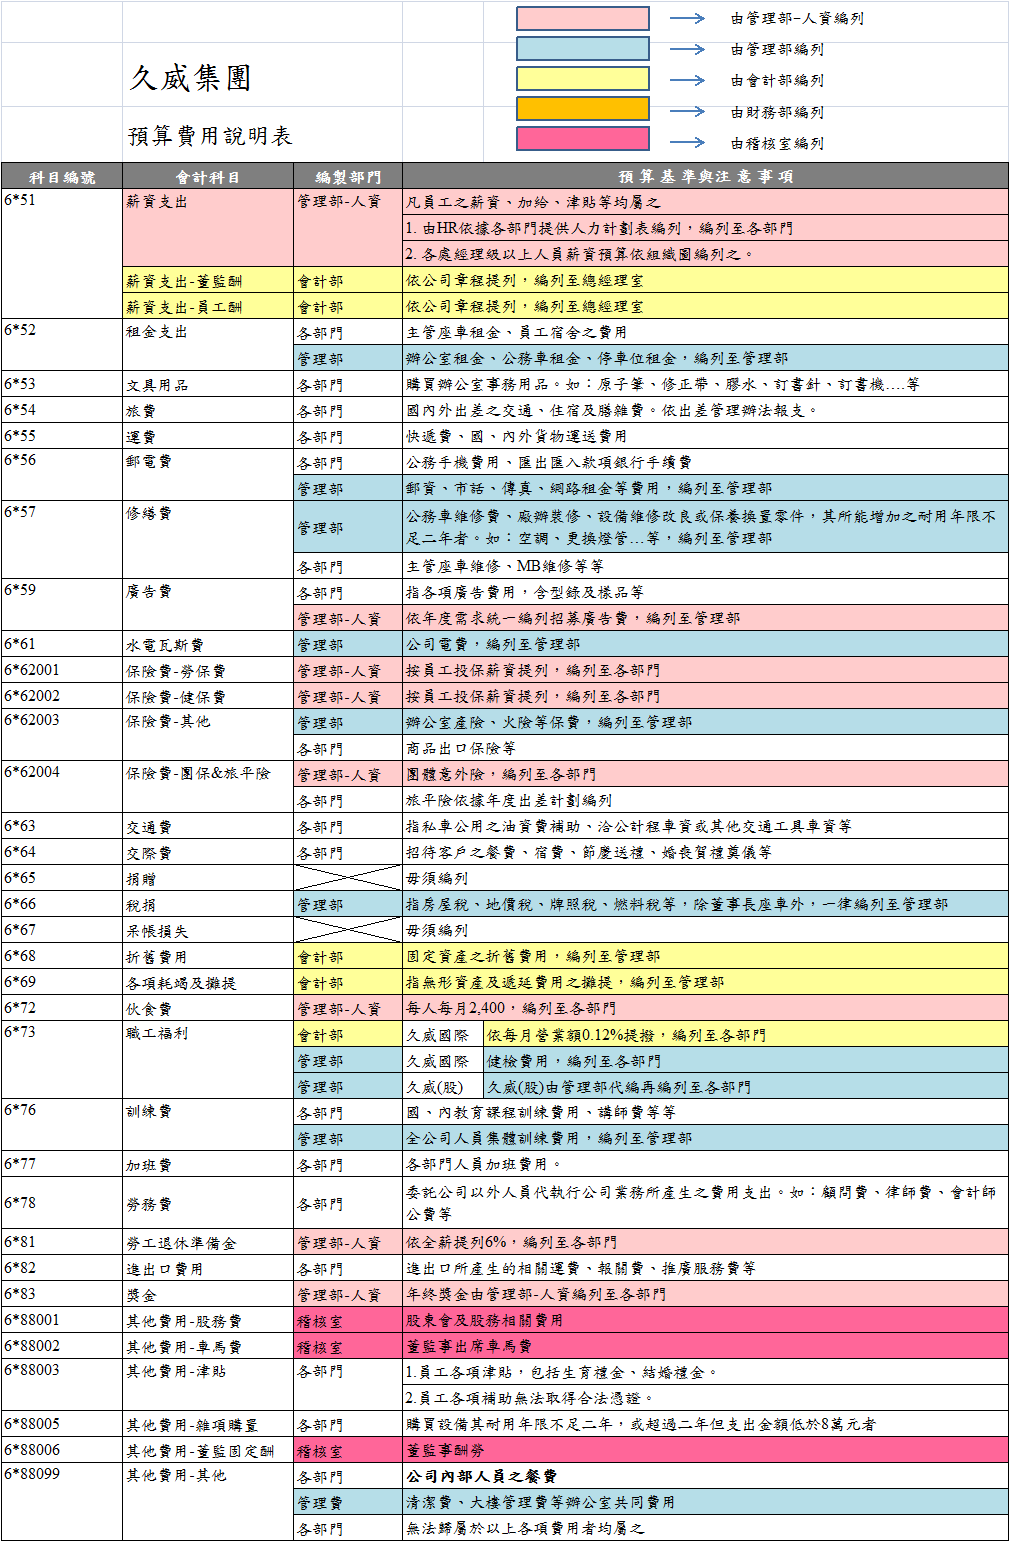 由管理部-人資編列
由管理部編列
久威集團
由會計部編列
由財務部編列
預算費用說明表
由稽核室編列
科目編號 會計科目 編製部門 預算基準與注意事項
6*51 薪資支出 管理部-人資 凡員工之薪資、加給、津貼等均屬之
1. 由HR依據各部門提供人力計劃表編列，編列至各部門
2. 各處經理級以上人員薪資預算依組織圖編列之。
薪資支出-董監酬 會計部 依公司章程提列，編列至總經理室
薪資支出-員工酬 會計部 依公司章程提列，編列至總經理室
6*52 租金支出 各部門 主管座車租金、員工宿舍之費用
管理部 辦公室租金、公務車租金、停車位租金，編列至管理部
6*53 文具用品 各部門 購買辦公室事務用品。如：原子筆、修正帶、膠水、訂書針、訂書機….等
6*54 旅費 各部門 國內外出差之交通、住宿及膳雜費。依出差管理辦法報支。
6*55 運費 各部門 快遞費、國、內外貨物運送費用
6*56 郵電費 各部門 公務手機費用、匯出匯入款項銀行手續費
管理部 郵資、市話、傳真、網路租金等費用，編列至管理部
6*57 修繕費 管理部 公務車維修費、廠辦裝修、設備維修改良或保養換置零件，其所能增加之耐用年限不
足二年者。如：空調、更換燈管…等，編列至管理部
各部門 主管座車維修、MB維修等等
6*59 廣告費 各部門 指各項廣告費用，含型錄及樣品等
管理部-人資 依年度需求統一編列招募廣告費，編列至管理部
6*61 水電瓦斯費 管理部 公司電費，編列至管理部
6*62001 保險費-勞保費 管理部-人資 按員工投保薪資提列，編列至各部門
6*62002 保險費-健保費 管理部-人資 按員工投保薪資提列，編列至各部門
6*62003 保險費-其他 管理部 辦公室產險、火險等保費，編列至管理部
各部門 商品出口保險等
6*62004 保險費-團保&旅平險 管理部-人資 團體意外險，編列至各部門
各部門 旅平險依據年度出差計劃編列
6*63 交通費 各部門 指私車公用之油資費補助、洽公計程車資或其他交通工具車資等
6*64 交際費 各部門 招待客戶之餐費、宿費、節慶送禮、婚喪賀禮奠儀等
6*65 捐贈 毋須編列
6*66 稅捐 管理部 指房屋稅、地價稅、牌照稅、燃料稅等，除董事長座車外，一律編列至管理部
6*67 呆帳損失 毋須編列
6*68 折舊費用 會計部 固定資產之折舊費用，編列至管理部
6*69 各項耗竭及攤提 會計部 指無形資產及遞延費用之攤提，編列至管理部
6*72 伙食費 管理部-人資 每人每月2,400，編列至各部門
6*73 職工福利 會計部 久威國際 依每月營業額0.12%提撥，編列至各部門
管理部 久威國際 健檢費用，編列至各部門
管理部 久威(股) 久威(股)由管理部代編再編列至各部門
6*76 訓練費 各部門 國、內教育課程訓練費用、講師費等等
管理部 全公司人員集體訓練費用，編列至管理部
6*77 加班費 各部門 各部門人員加班費用。
6*78 勞務費 各部門 委託公司以外人員代執行公司業務所產生之費用支出。如：顧問費、律師費、會計師
公費等
6*81 勞工退休準備金 管理部-人資 依全薪提列6%，編列至各部門
6*82 進出口費用 各部門 進出口所產生的相關運費、報關費、推廣服務費等
6*83 獎金 管理部-人資 年終獎金由管理部-人資編列至各部門
6*88001 其他費用-股務費 稽核室 股東會及股務相關費用
6*88002 其他費用-車馬費 稽核室 董監事出席車馬費
6*88003 其他費用-津貼 各部門 1.員工各項津貼，包括生育禮金、結婚禮金。
2.員工各項補助無法取得合法憑證。
6*88005 其他費用-雜項購置 各部門 購買設備其耐用年限不足二年，或超過二年但支出金額低於8萬元者
6*88006 其他費用-董監固定酬 稽核室 董監事酬勞
6*88099 其他費用-其他 各部門 公司內部人員之餐費
管理費 清潔費、大樓管理費等辦公室共同費用
各部門 無法歸屬於以上各項費用者均屬之